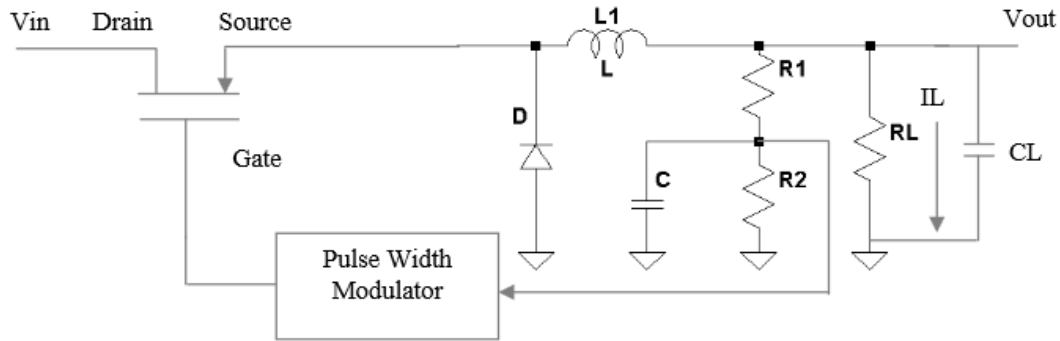 Vin
Drain
Source
L1
L
Vout
R1
IL
D
RL
CL
Gate
C
R2
Pulse Width
Modulator